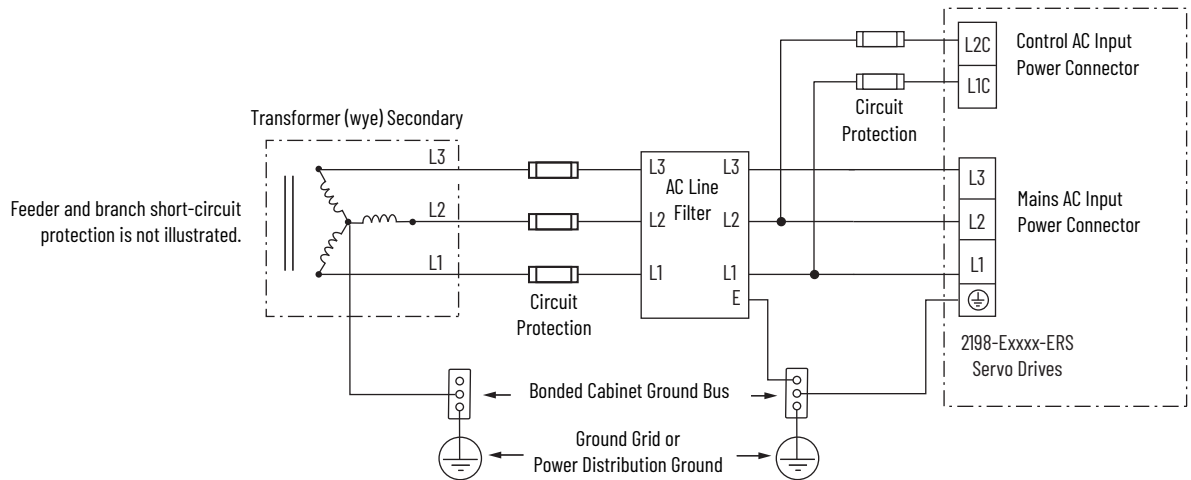 L2C
Control AC Input
Power Connector
L1C
Circuit
Protection
Transformer (wye) Secondary
L3
L3
L3
L3
AC Line
Filter
Mains AC Input
Power Connector
Feeder and branch short-circuit
protection is not illustrated.
L2
L2
L2
L2
L1
L1
L1
L1
E
Circuit
Protection
2198-Exxxx-ERS
Servo Drives
Bonded Cabinet Ground Bus
Ground Grid or
Power Distribution Ground